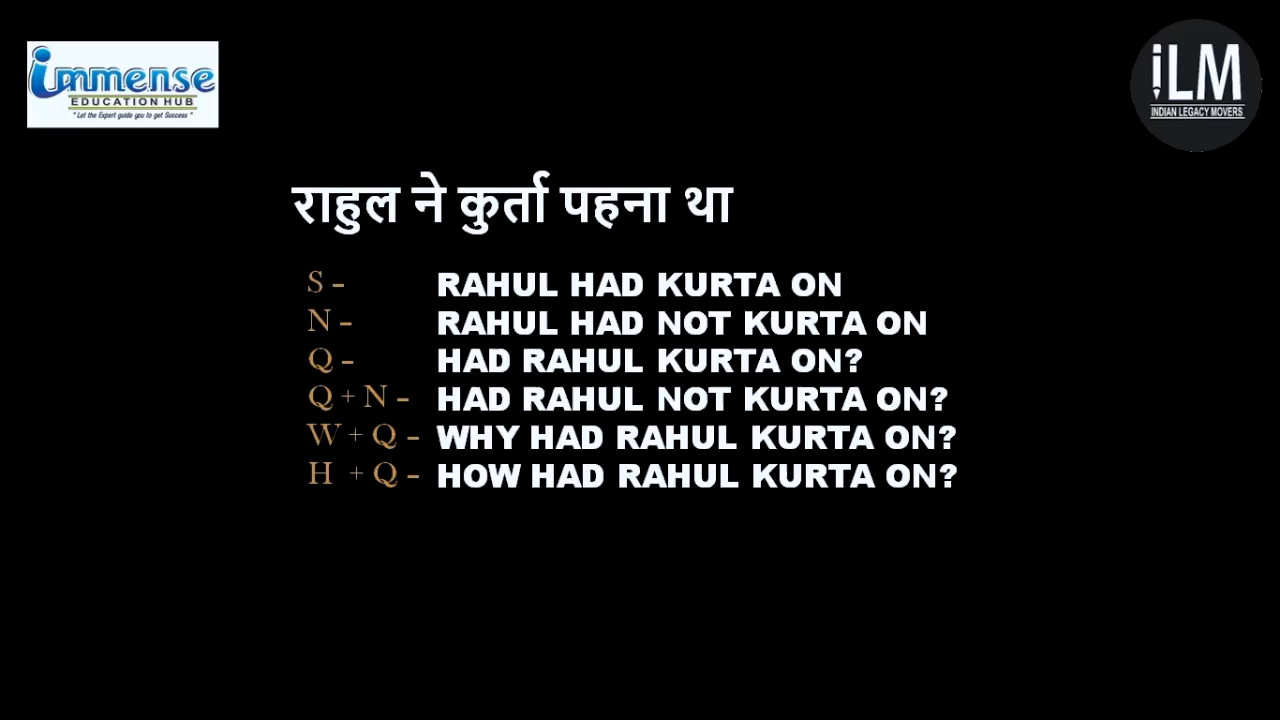 immense
EDUCATION HUB
" Let the Expert guide you to get Success "
iLM
INDIAN LEGACY MOVERS
राहुल ने कुर्ता पहना था
S - RAHUL HAD KURTA ON
N - RAHUL HAD NOT KURTA ON
Q - HAD RAHUL KURTA ON?
Q + N - HAD RAHUL NOT KURTA ON?
W + Q - WHY HAD RAHUL KURTA ON?
H + Q - HOW HAD RAHUL KURTA ON?